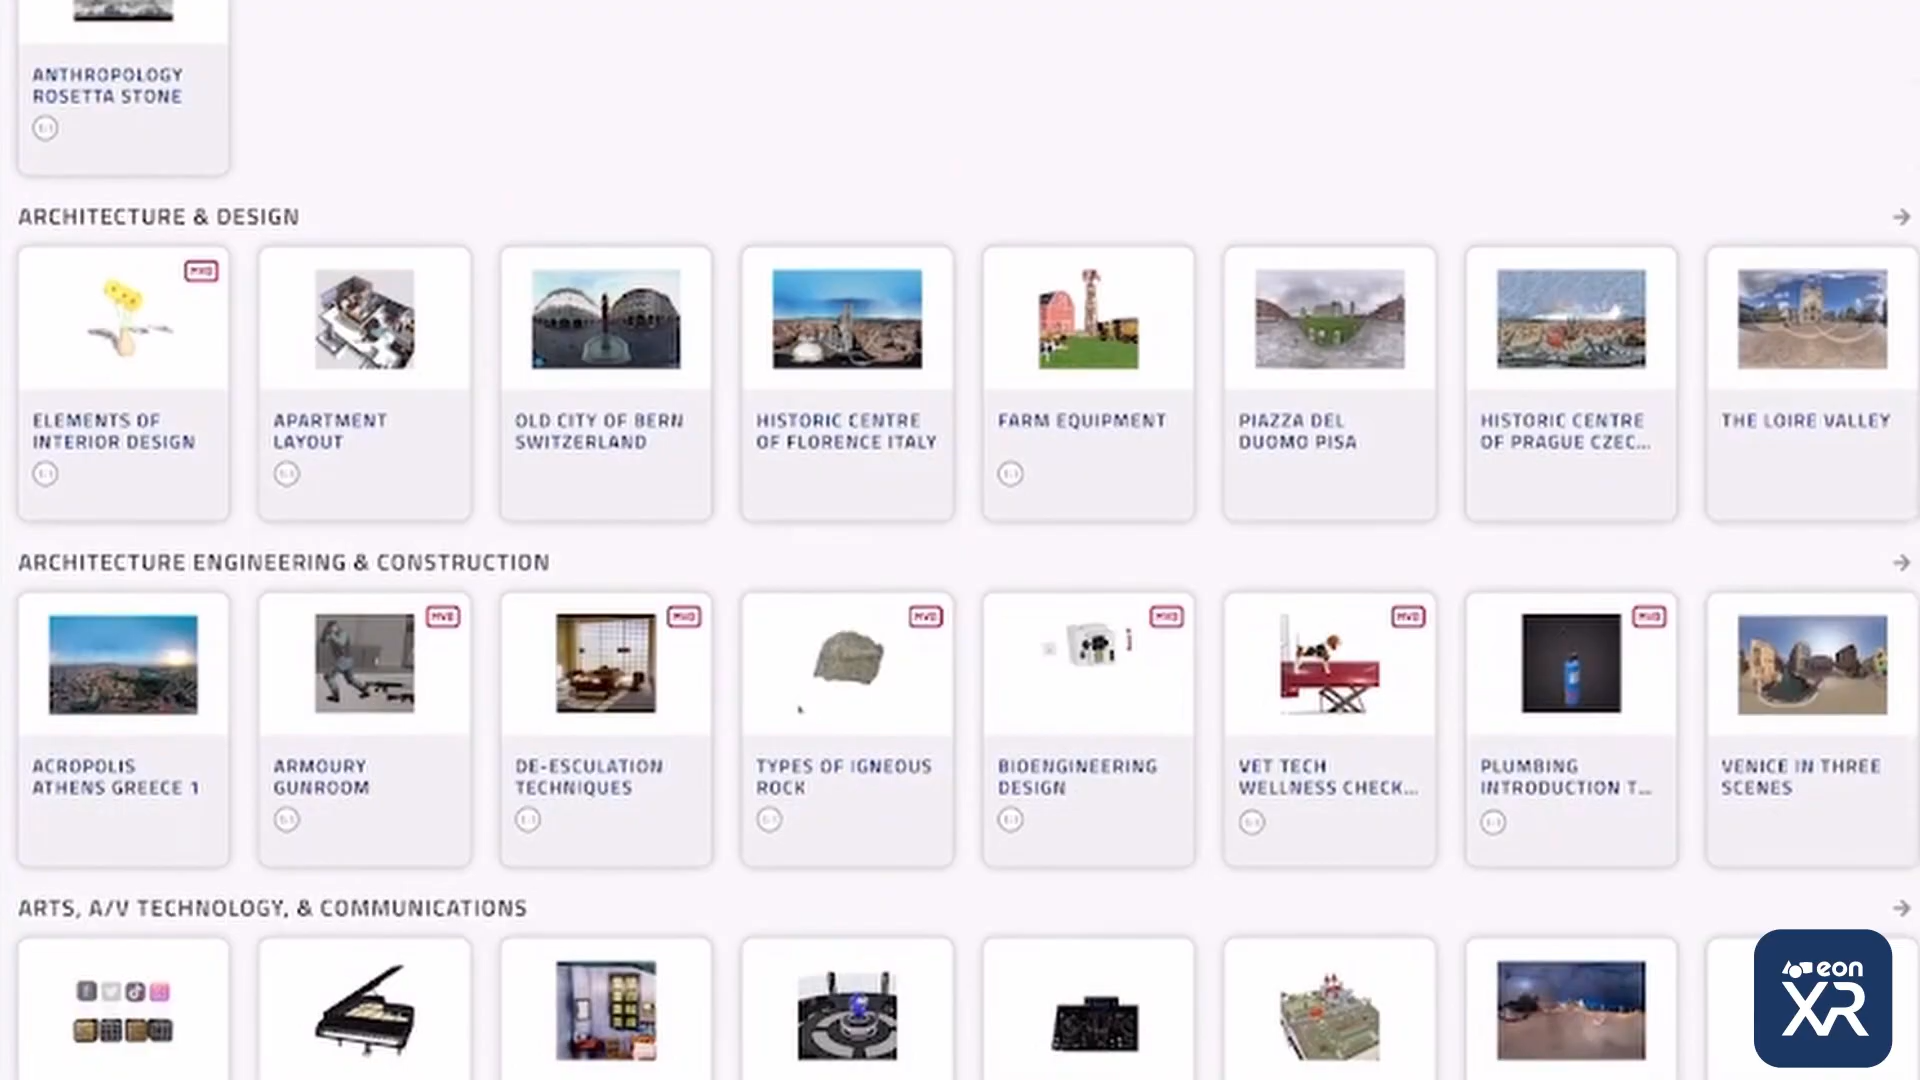 ANTHROPOLOGY
ROSETTA STONE
ARCHITECTURE & DESIGN
ELEMENTS OF
INTERIOR DESIGN
APARTMENT
LAYOUT
OLD CITY OF BERN
SWITZERLAND
HISTORIC CENTRE
OF FLORENCE ITALY
FARM EQUIPMENT
PIAZZA DEL
DUOMO PISA
HISTORIC CENTRE
OF PRAGUE CZEC...
THE LOIRE VALLEY
ARCHITECTURE ENGINEERING & CONSTRUCTION
ACROPOLIS
ATHENS GREECE 1
ARMOURY
GUNROOM
DE-ESCULATION
TECHNIQUES
TYPES OF IGNEOUS
ROCK
BIOENGINEERING
DESIGN
VET TECH
WELLNESS CHECK...
PLUMBING
INTRODUCTION T...
VENICE IN THREE
SCENES
ARTS, A/V TECHNOLOGY, & COMMUNICATIONS
eon
XR